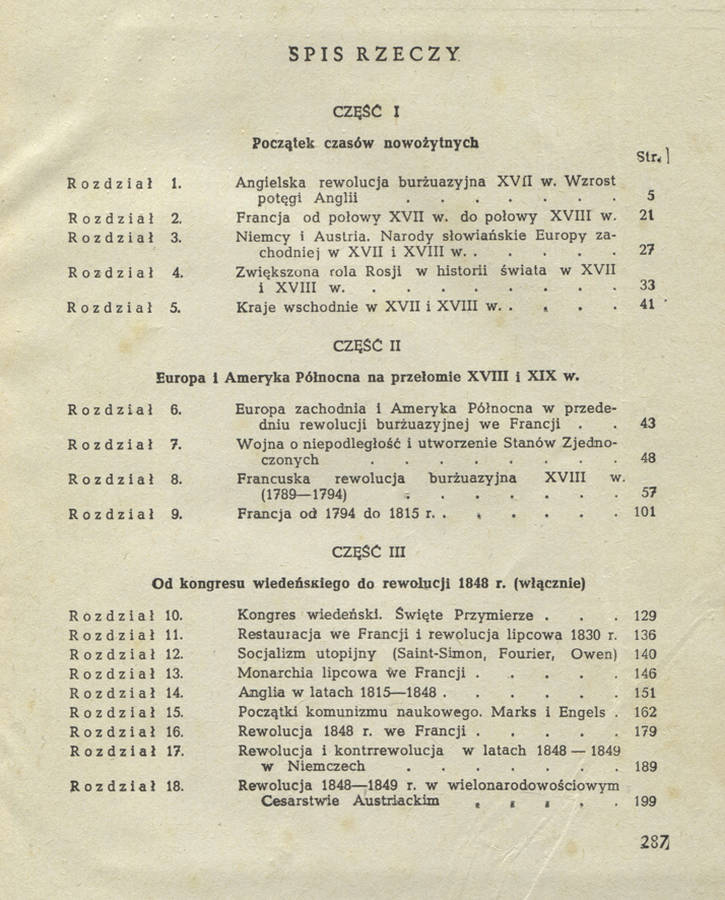 SPIS RZECZY
CZĘŚĆ I
Początek czasów nowożytnych
Str.
Rozdział 1. Angielska rewolucja burżuazyjna XVII w. Wzrost
potęgi Anglii . . . . . . . 5
Rozdział 2. Francja od połowy XVII w. do połowy XVIII w. 21
Rozdział 3. Niemcy i Austria. Narody słowiańskie Europy za-
chodniej w XVII i XVIII w. . . . . . 27
Rozdział 4. Zwiększona rola Rosji w historii świata w XVII
i XVIII w. . . . . . . . . 33
Rozdział 5. Kraje wschodnie w XVII i XVIII w. . . . . 41
CZĘŚĆ II
Europa i Ameryka Północna na przełomie XVIII i XIX w.
Rozdział 6. Europa zachodnia i Ameryka Północna w przede-
dniu rewolucji burżuazyjnej we Francji . . 43
Rozdział 7. Wojna o niepodległość i utworzenie Stanów Zjedno-
czonych . . . . . . . . 48
Rozdział 8. Francuska rewolucja burżuazyjna XVIII w.
(1789—1794) . . . . . . . 57
Rozdział 9. Francja od 1794 do 1815 r. . . . . . . 101
CZĘŚĆ III
Od kongresu wiedeńskiego do rewolucji 1848 r. (włącznie)
Rozdział 10. Kongres wiedeński. Święte Przymierze . . . 129
Rozdział 11. Restauracja we Francji i rewolucja lipcowa 1830 r. 136
Rozdział 12. Socjalizm utopijny (Saint-Simon, Fourier, Owen) 140
Rozdział 13. Monarchia lipcowa we Francji . . . . . 146
Rozdział 14. Anglia w latach 1815—1848 . . . . . . 151
Rozdział 15. Początki komunizmu naukowego. Marks i Engels . 162
Rozdział 16. Rewolucja 1848 r. we Francji . . . . . 179
Rozdział 17. Rewolucja i kontrrewolucja w latach 1848 — 1849
w Niemczech . . . . . . . 189
Rozdział 18. Rewolucja 1848—1849 r. w wielonarodowościowym
Cesarstwie Austriackim . . . . . 199
287